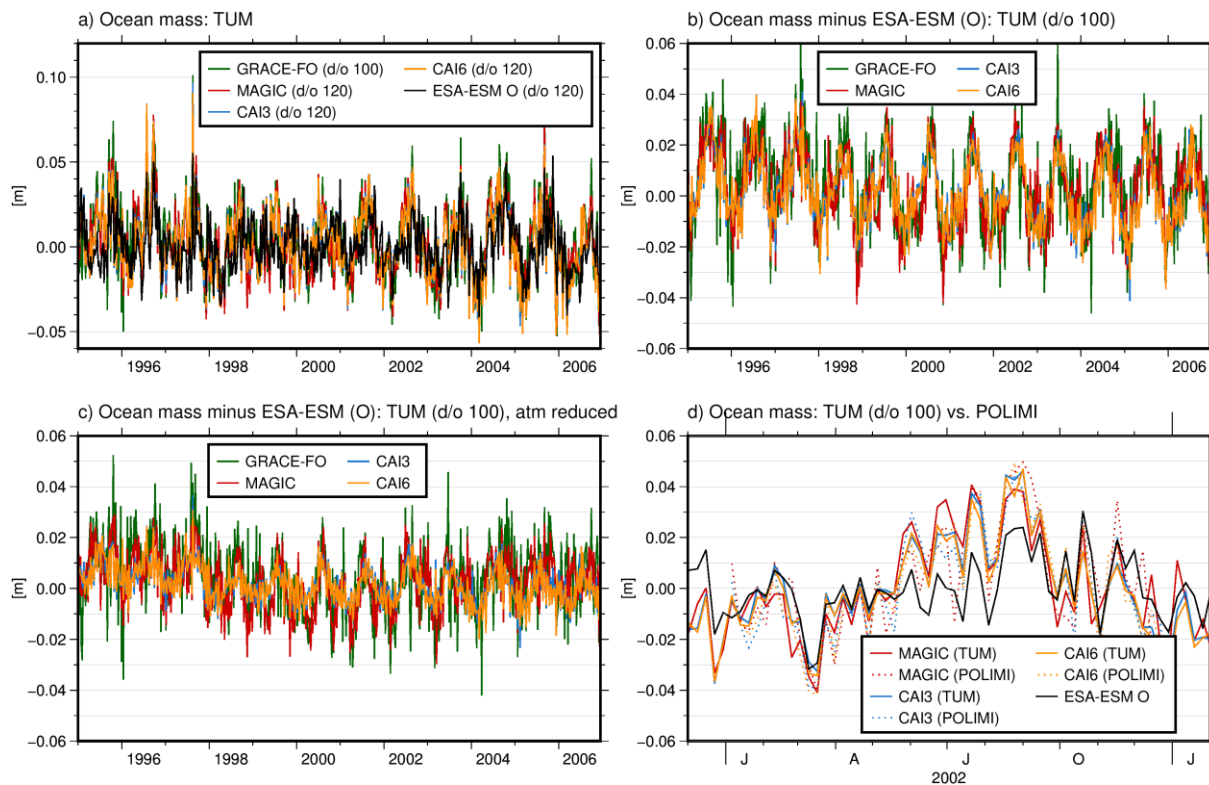 a) Ocean mass: TUM
GRACE-FO (d/o 100)
MAGIC (d/o 120)
CAI3 (d/o 120)
CAI6 (d/o 120)
ESA-ESM O (d/o 120)
[m]
0.10
0.05
0.00
−0.05
1996 1998 2000 2002 2004 2006
b) Ocean mass minus ESA-ESM (O): TUM (d/o 100)
GRACE-FO
MAGIC
CAI3
CAI6
[m]
0.06
0.04
0.02
0.00
−0.02
−0.04
−0.06
1996 1998 2000 2002 2004 2006
c) Ocean mass minus ESA-ESM (O): TUM (d/o 100), atm reduced
GRACE-FO
MAGIC
CAI3
CAI6
[m]
0.06
0.04
0.02
0.00
−0.02
−0.04
−0.06
1996 1998 2000 2002 2004 2006
d) Ocean mass: TUM (d/o 100) vs. POLIMI
[m]
0.06
0.04
0.02
0.00
−0.02
−0.04
−0.06
MAGIC (TUM)
MAGIC (POLIMI)
CAI3 (TUM)
CAI3 (POLIMI)
CAI6 (TUM)
CAI6 (POLIMI)
ESA-ESM O
J A J O J
2002